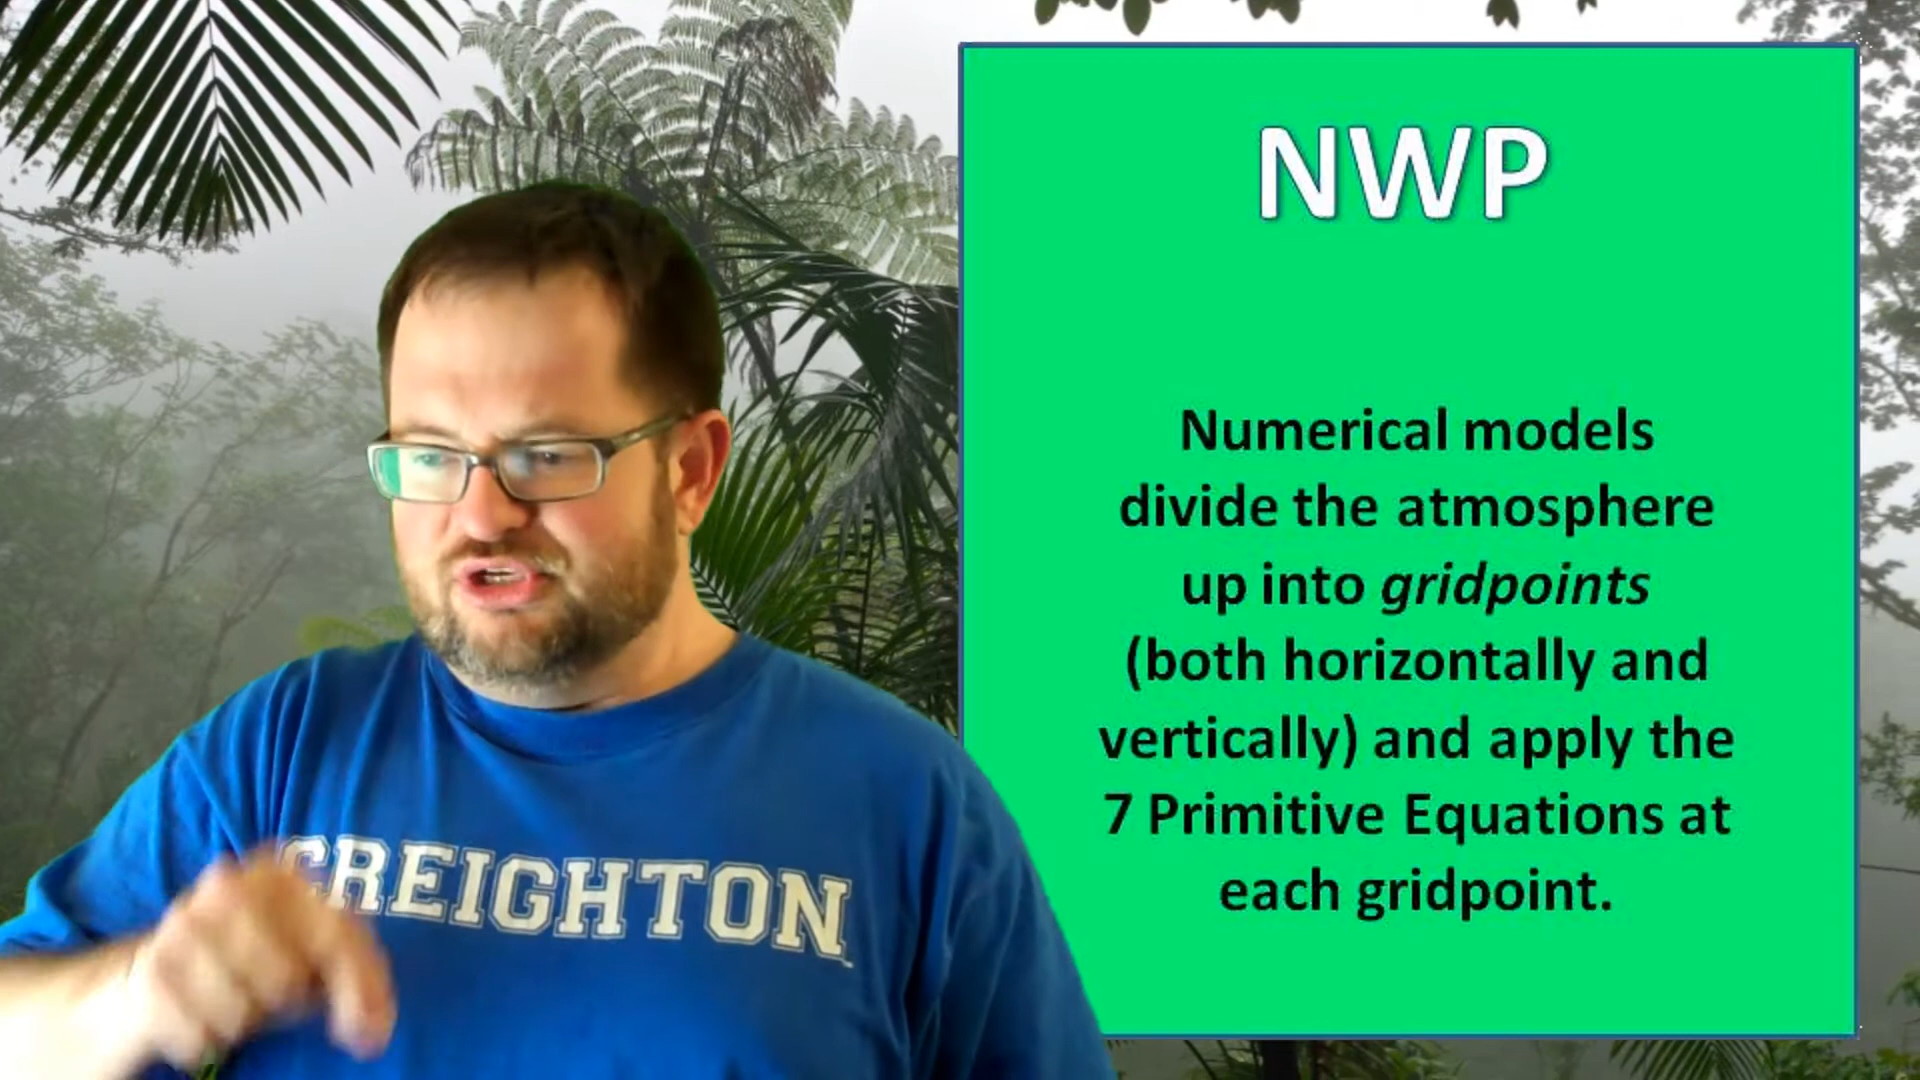 NWP
Numerical models
divide the atmosphere
up into gridpoints
(both horizontally and
vertically) and apply the
7 Primitive Equations at
each gridpoint.
CREIGHTON